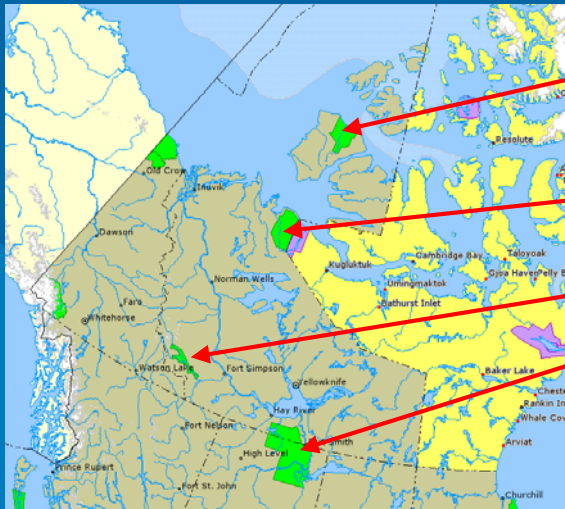 Resolute
Old Crow
Inuvik
Dawson
Norman Wells
Kugluktuk
Cambridge Bay
Taloyoak
Gjoa Haven
Pelly B
Umingmaktok
Bathurst Inlet
Faro
Whitehorse
Watson Lake
Fort Simpson
Yellowknife
Baker Lake
Cheste
Rankin In
Whale Cov
Arviat
Hay River
Smith
Fort Nelson
High Level
Prince Rupert
Fort St. John
Churchill